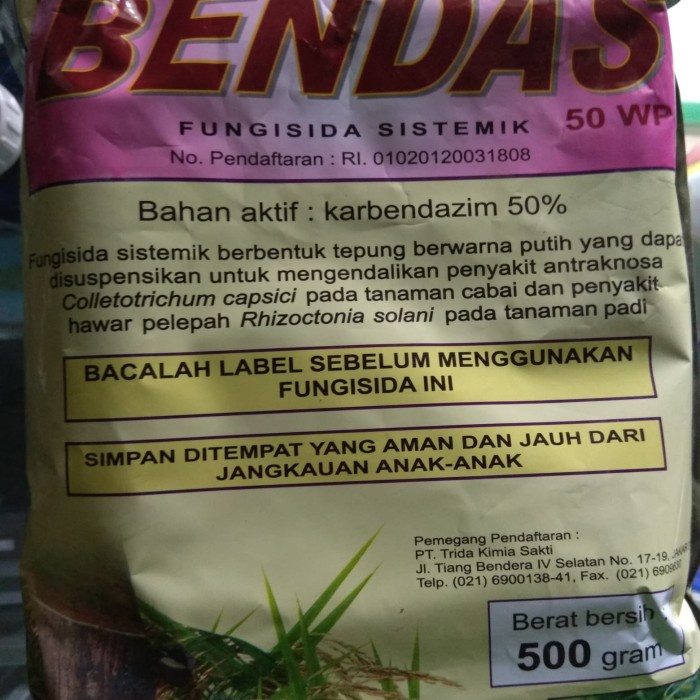 BENDAS
50 WP
FUNGISIDA SISTEMIK
No. Pendaftaran : RI. 01020120031808
Bahan aktif : karbendazim 50%
Fungisida sistemik berbentuk tepung berwarna putih yang dapa
disuspensikan untuk mengendalikan penyakit antraknosa
Colletotrichum capsici pada tanaman cabai dan penyakit
hawar pelepah Rhizoctonia solani pada tanaman padi
BACALAH LABEL SEBELUM MENGGUNAKAN
FUNGISIDA INI
SIMPAN DITEMPAT YANG AMAN DAN JAUH DARI
JANGKAUAN ANAK-ANAK
Pemegang Pendaftaran :
PT. Trida Kimia Sakti
Jl. Tiang Bendera IV Selatan No. 17-19,
Telp. (021) 6900138-41, Fax. (021)
Berat bersih :
500 gram